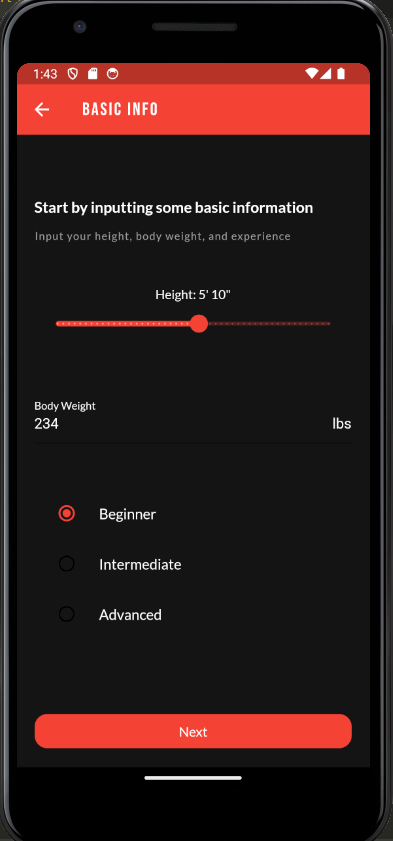 1:43
BASIC INFO
Start by inputting some basic information
Input your height, body weight, and experience
Height: 5' 10"
Body Weight
234 lbs
Beginner
Intermediate
Advanced
Next